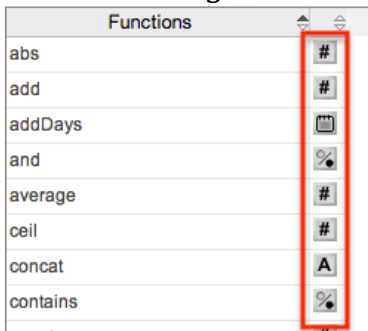 Functions
abs #
add #
addDays
and
average #
ceil #
concat A
contains